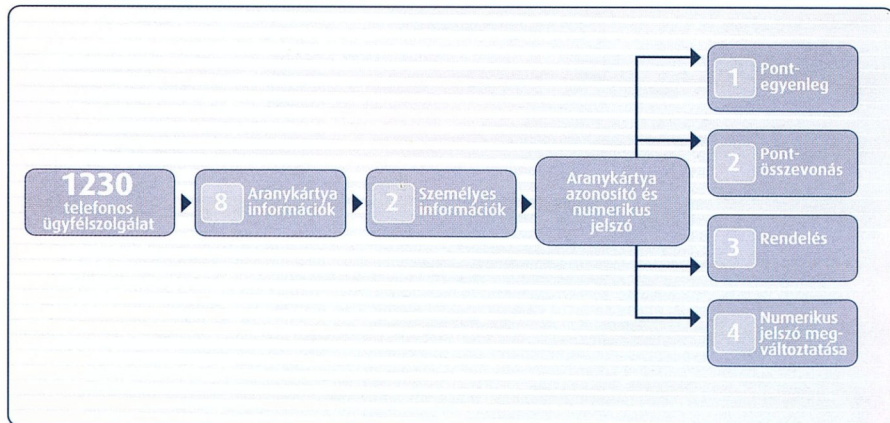 1230
telefonos
ügyfélszolgálat
8
Aranykártya
információk
2
Személyes
információk
Aranykártya
azonosító és
numerikus
jelszó
1
Pont-
egyenleg
2
Pont-
összevonás
3
Rendelés
4
Numerikus
jelszó meg-
változtatása